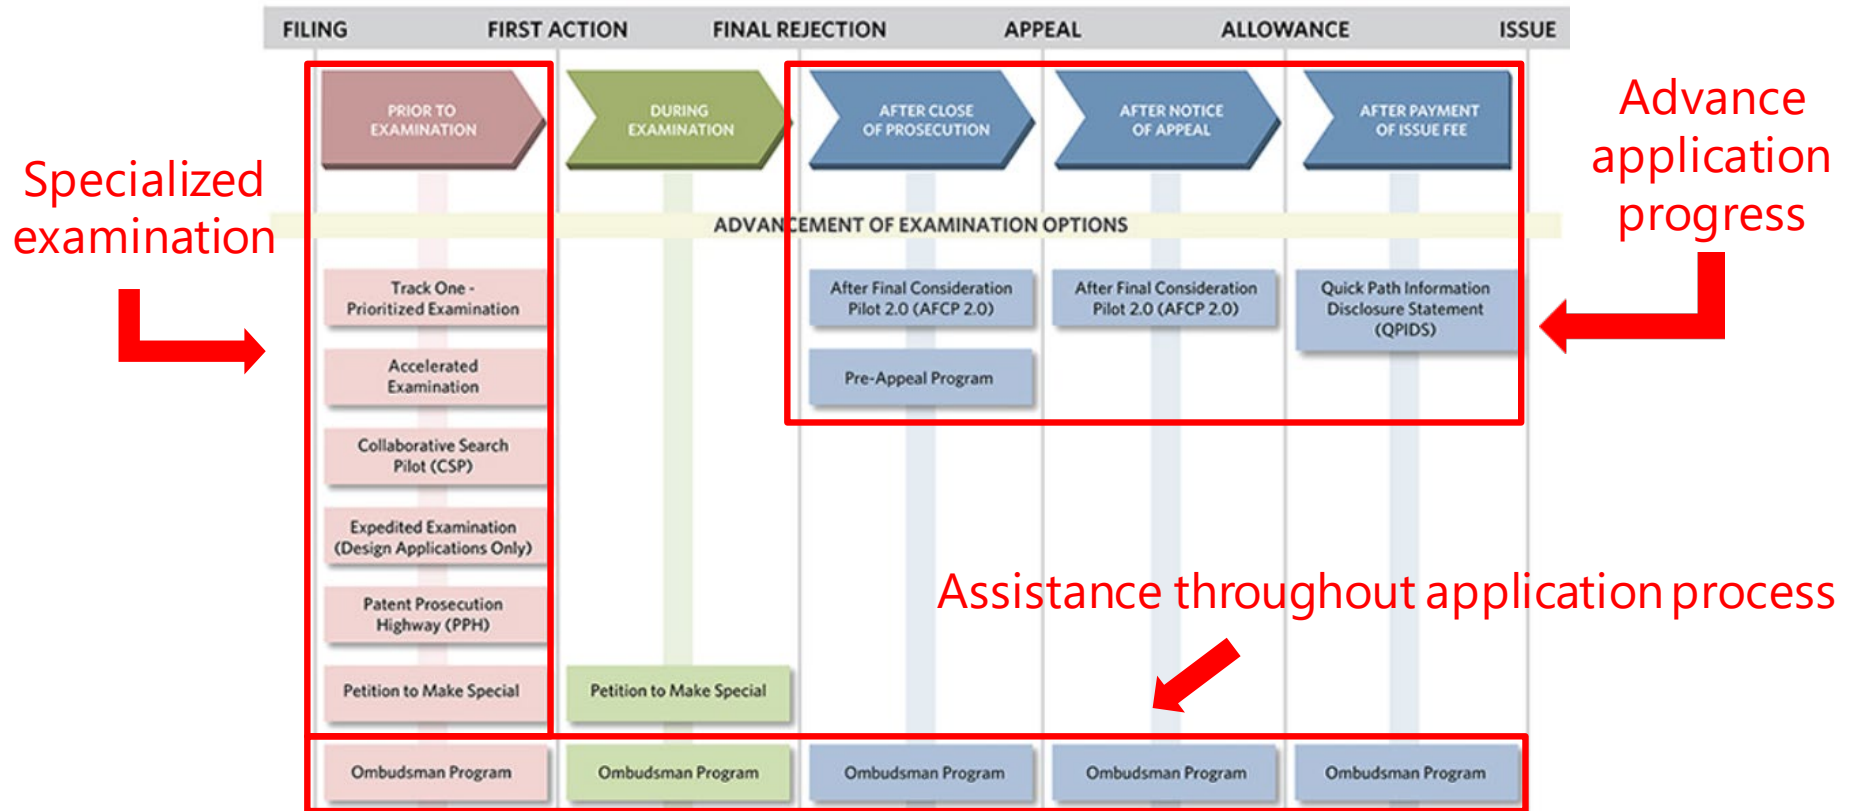 FILING FIRST ACTION FINAL REJECTION APPEAL ALLOWANCE ISSUE
PRIOR TO
EXAMINATION
DURING
EXAMINATION
AFTER CLOSE
OF PROSECUTION
AFTER NOTICE
OF APPEAL
AFTER PAYMENT
OF ISSUE FEE
Specialized
examination
Advance
application
progress
ADVANCEMENT OF EXAMINATION OPTIONS
Track One -
Prioritized Examination
After Final Consideration
Pilot 2.0 (AFCP 2.0)
After Final Consideration
Pilot 2.0 (AFCP 2.0)
Quick Path Information
Disclosure Statement
(QPIDS)
Accelerated
Examination
Pre-Appeal Program
Collaborative Search
Pilot (CSP)
Expedited Examination
(Design Applications Only)
Patent Prosecution
Highway (PPH)
Assistance throughout application process
Petition to Make Special
Petition to Make Special
Ombudsman Program
Ombudsman Program
Ombudsman Program
Ombudsman Program
Ombudsman Program